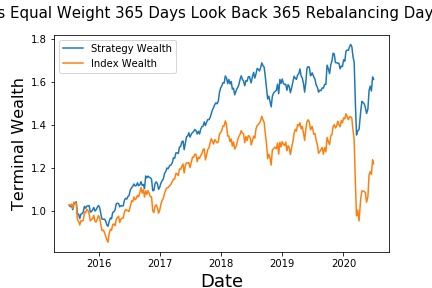 s Equal Weight 365 Days Look Back 365 Rebalancing Day
Strategy Wealth
Index Wealth
Terminal Wealth
1.8
1.6
1.4
1.2
1.0
2016 2017 2018 2019 2020
Date